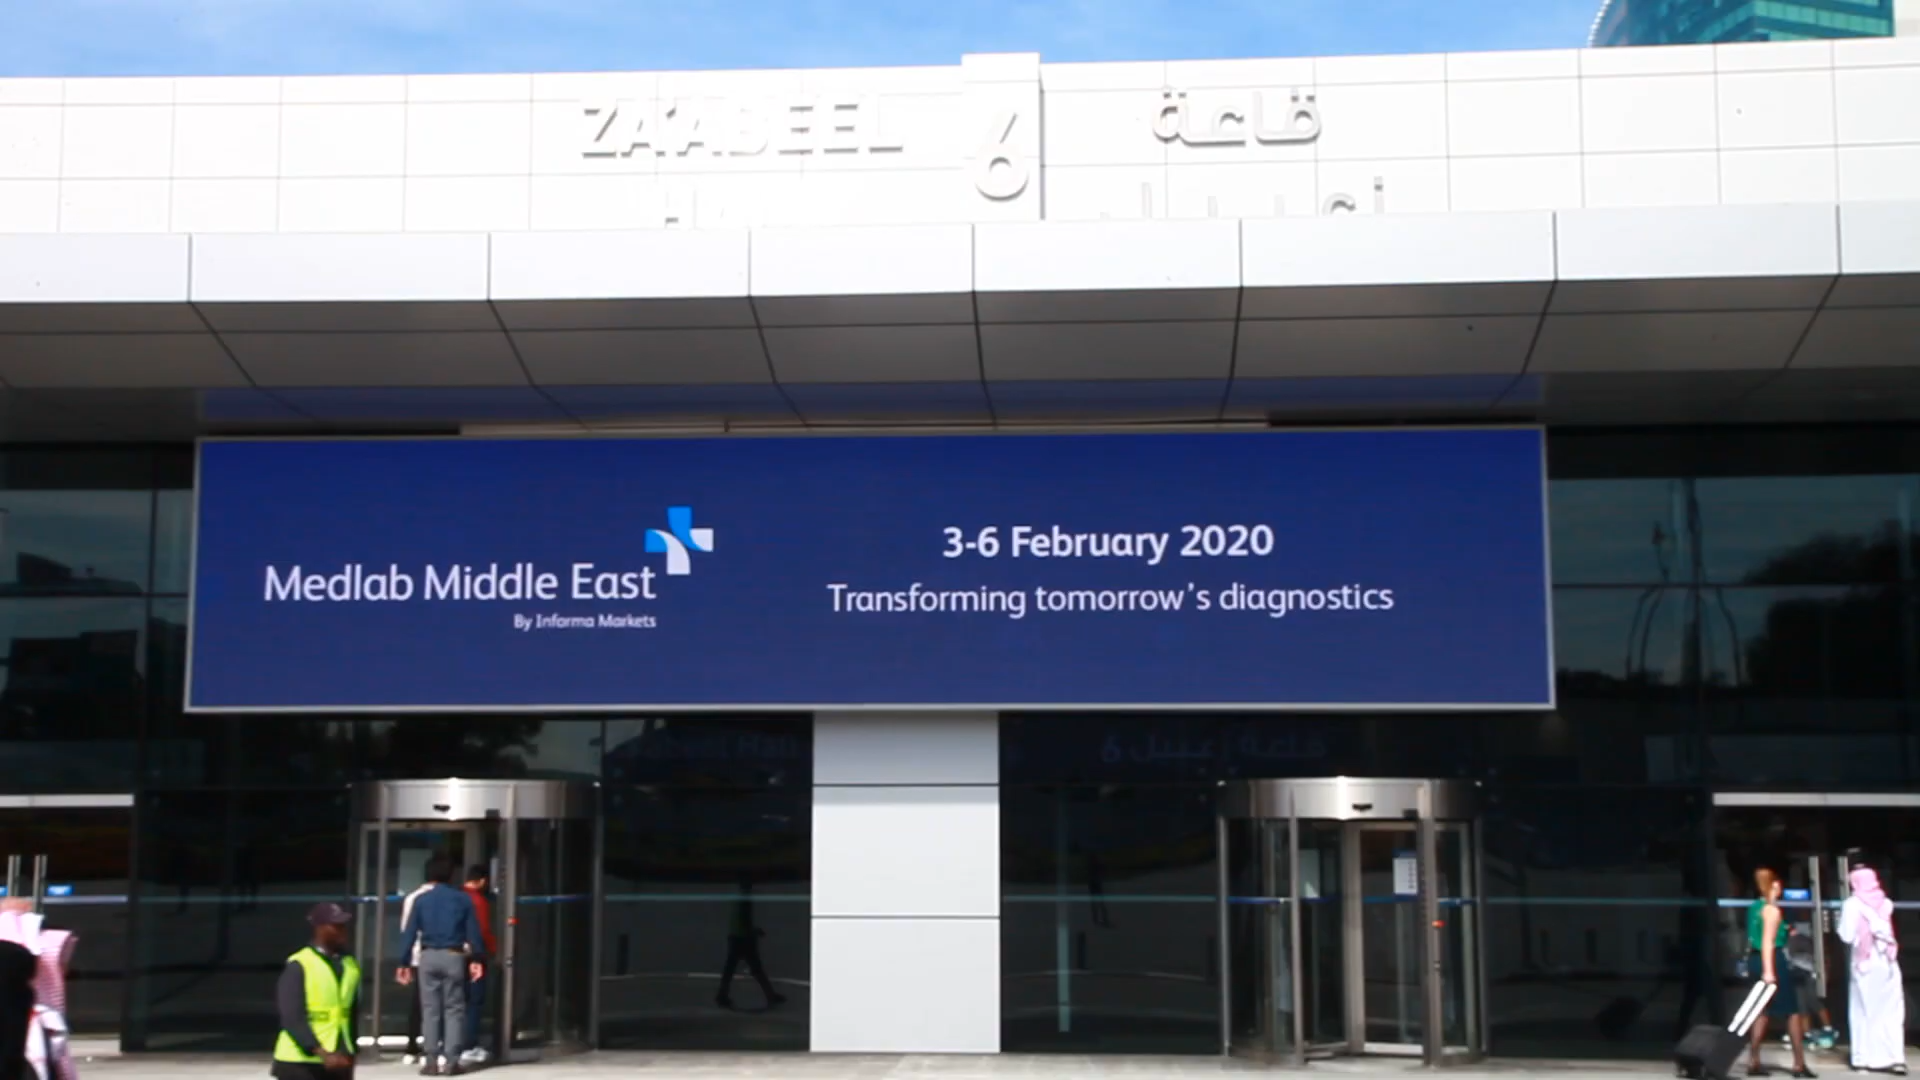 ZA'ABEEL
6
قاعة
Medlab Middle East
By Informa Markets
3-6 February 2020
Transforming tomorrow's diagnostics